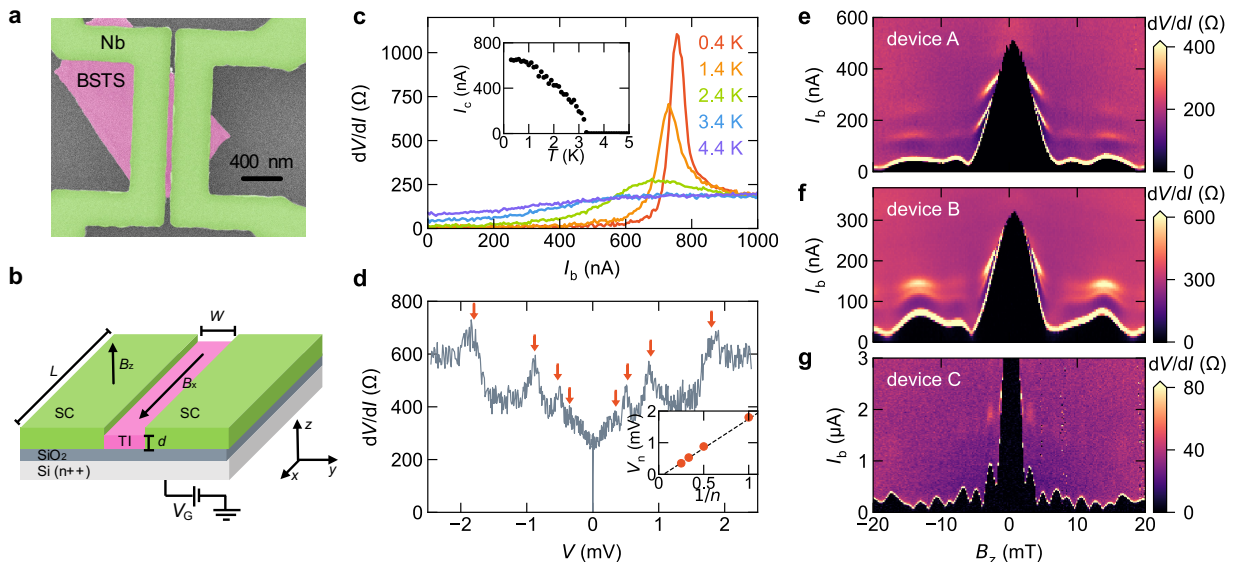 a
Nb
BSTS
400 nm
b
W
L
B_z
B_x
SC
SC
TI
d
SiO₂
Si (n++)
V_G
z
y
x
c
dV/dI (Ω)
1000
750
500
250
0
0 200 400 600 800 1000
I_b (nA)
I_c (nA)
800
400
0
0 1 2 3 4 5
T (K)
0.4 K
1.4 K
2.4 K
3.4 K
4.4 K
d
dV/dI (Ω)
800
600
400
200
0
−2 −1 0 1 2
V (mV)
V_n (mV)
2
1
0
0 0.5 1
1/n
e
device A
I_b (nA)
600
400
200
0
dV/dI (Ω)
400
200
0
f
device B
I_b (nA)
300
200
100
0
dV/dI (Ω)
600
300
0
g
device C
I_b (µA)
3
2
1
0
dV/dI (Ω)
80
40
0
−20 −10 0 10 20
B_z (mT)